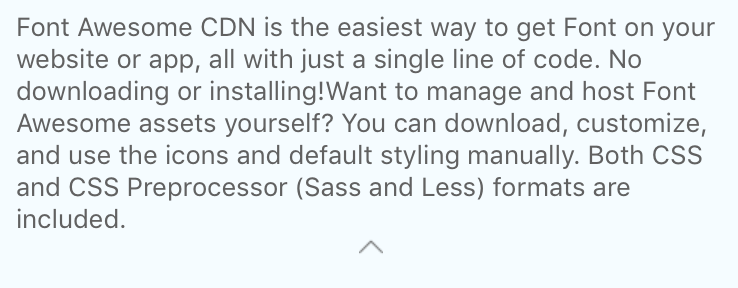 Font Awesome CDN is the easiest way to get Font on your
website or app, all with just a single line of code. No
downloading or installing!Want to manage and host Font
Awesome assets yourself? You can download, customize,
and use the icons and default styling manually. Both CSS
and CSS Preprocessor (Sass and Less) formats are
included.